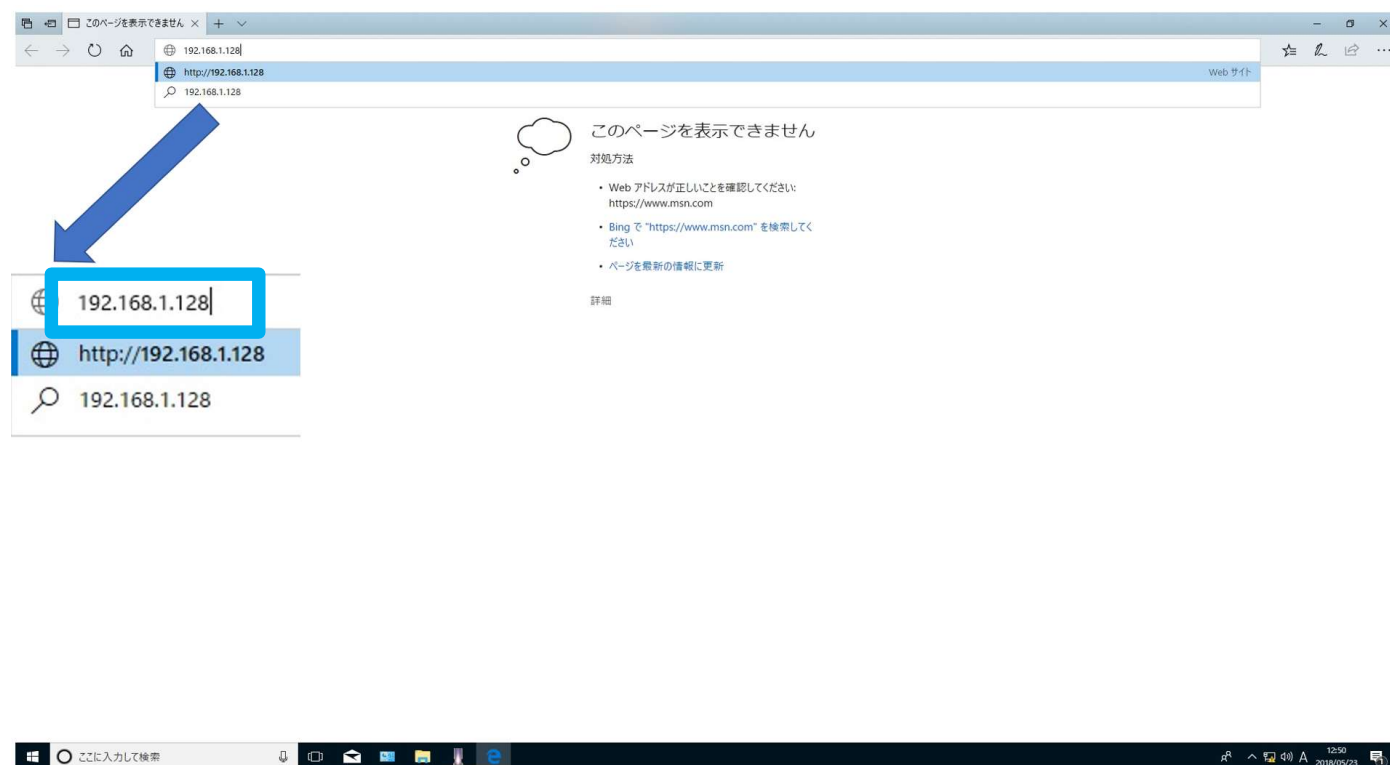 このページを表示できません
192.168.1.128
http://192.168.1.128 Web サイト
192.168.1.128
このページを表示できません
対処方法
• Web アドレスが正しいことを確認してください:
https://www.msn.com
• Bing で "https://www.msn.com" を検索してく
ださい
• ページを最新の情報に更新
詳細
192.168.1.128
http://192.168.1.128
192.168.1.128
ここに入力して検索
A
12:50
2018/05/23